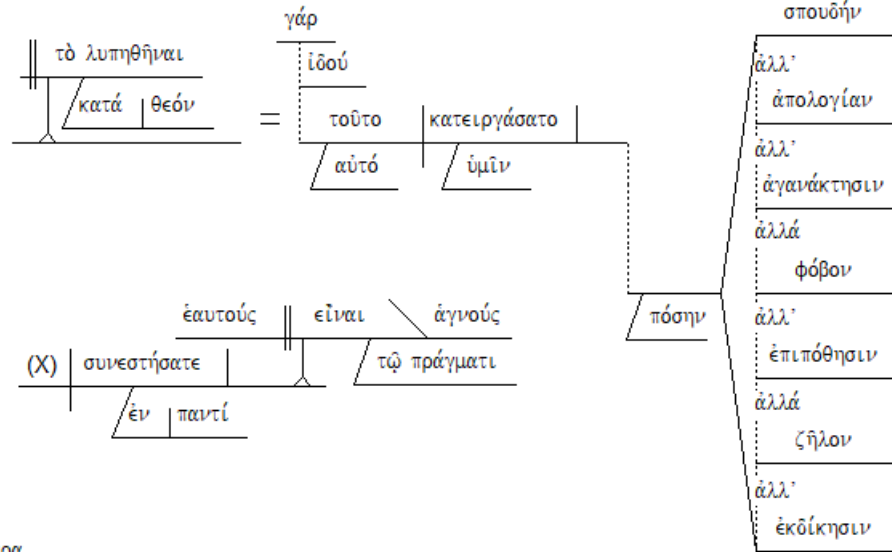 γάρ
σπουδήν
τὸ λυπηθῆναι
ἰδού
ἀλλ’
κατά θεόν
ἀπολογίαν
=
τοῦτο κατειργάσατο
ἀλλ’
αὐτό ὑμῖν
ἀγανάκτησιν
ἀλλά
φόβον
ἑαυτούς εἶναι ἁγνούς
πόσην
ἀλλ’
ἐπιπόθησιν
(X) συνεστήσατε
τῷ πράγματι
ἀλλά
ἐν παντί
ζῆλον
ἀλλ’
ἐκδίκησιν